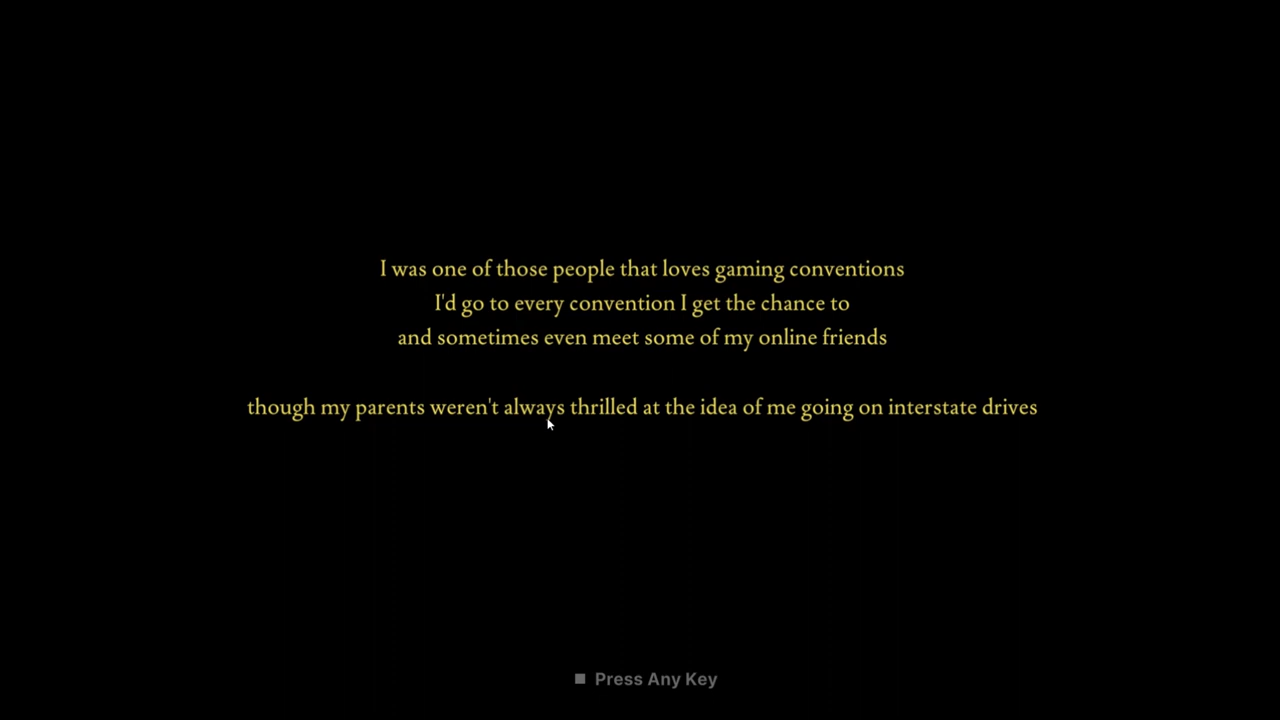 I was one of those people that loves gaming conventions
I'd go to every convention I get the chance to
and sometimes even meet some of my online friends
though my parents weren't always thrilled at the idea of me going on interstate drives
Press Any Key